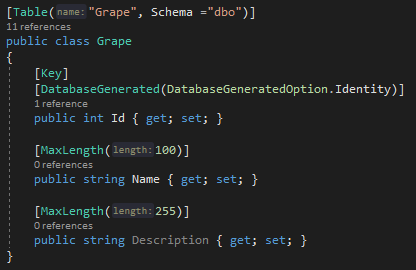 [Table(name:"Grape", Schema ="dbo")]
11 references
public class Grape
{
[Key]
[DatabaseGenerated(DatabaseGeneratedOption.Identity)]
1 reference
public int Id { get; set; }
[MaxLength(length:100)]
0 references
public string Name { get; set; }
[MaxLength(length:255)]
0 references
public string Description { get; set; }
}